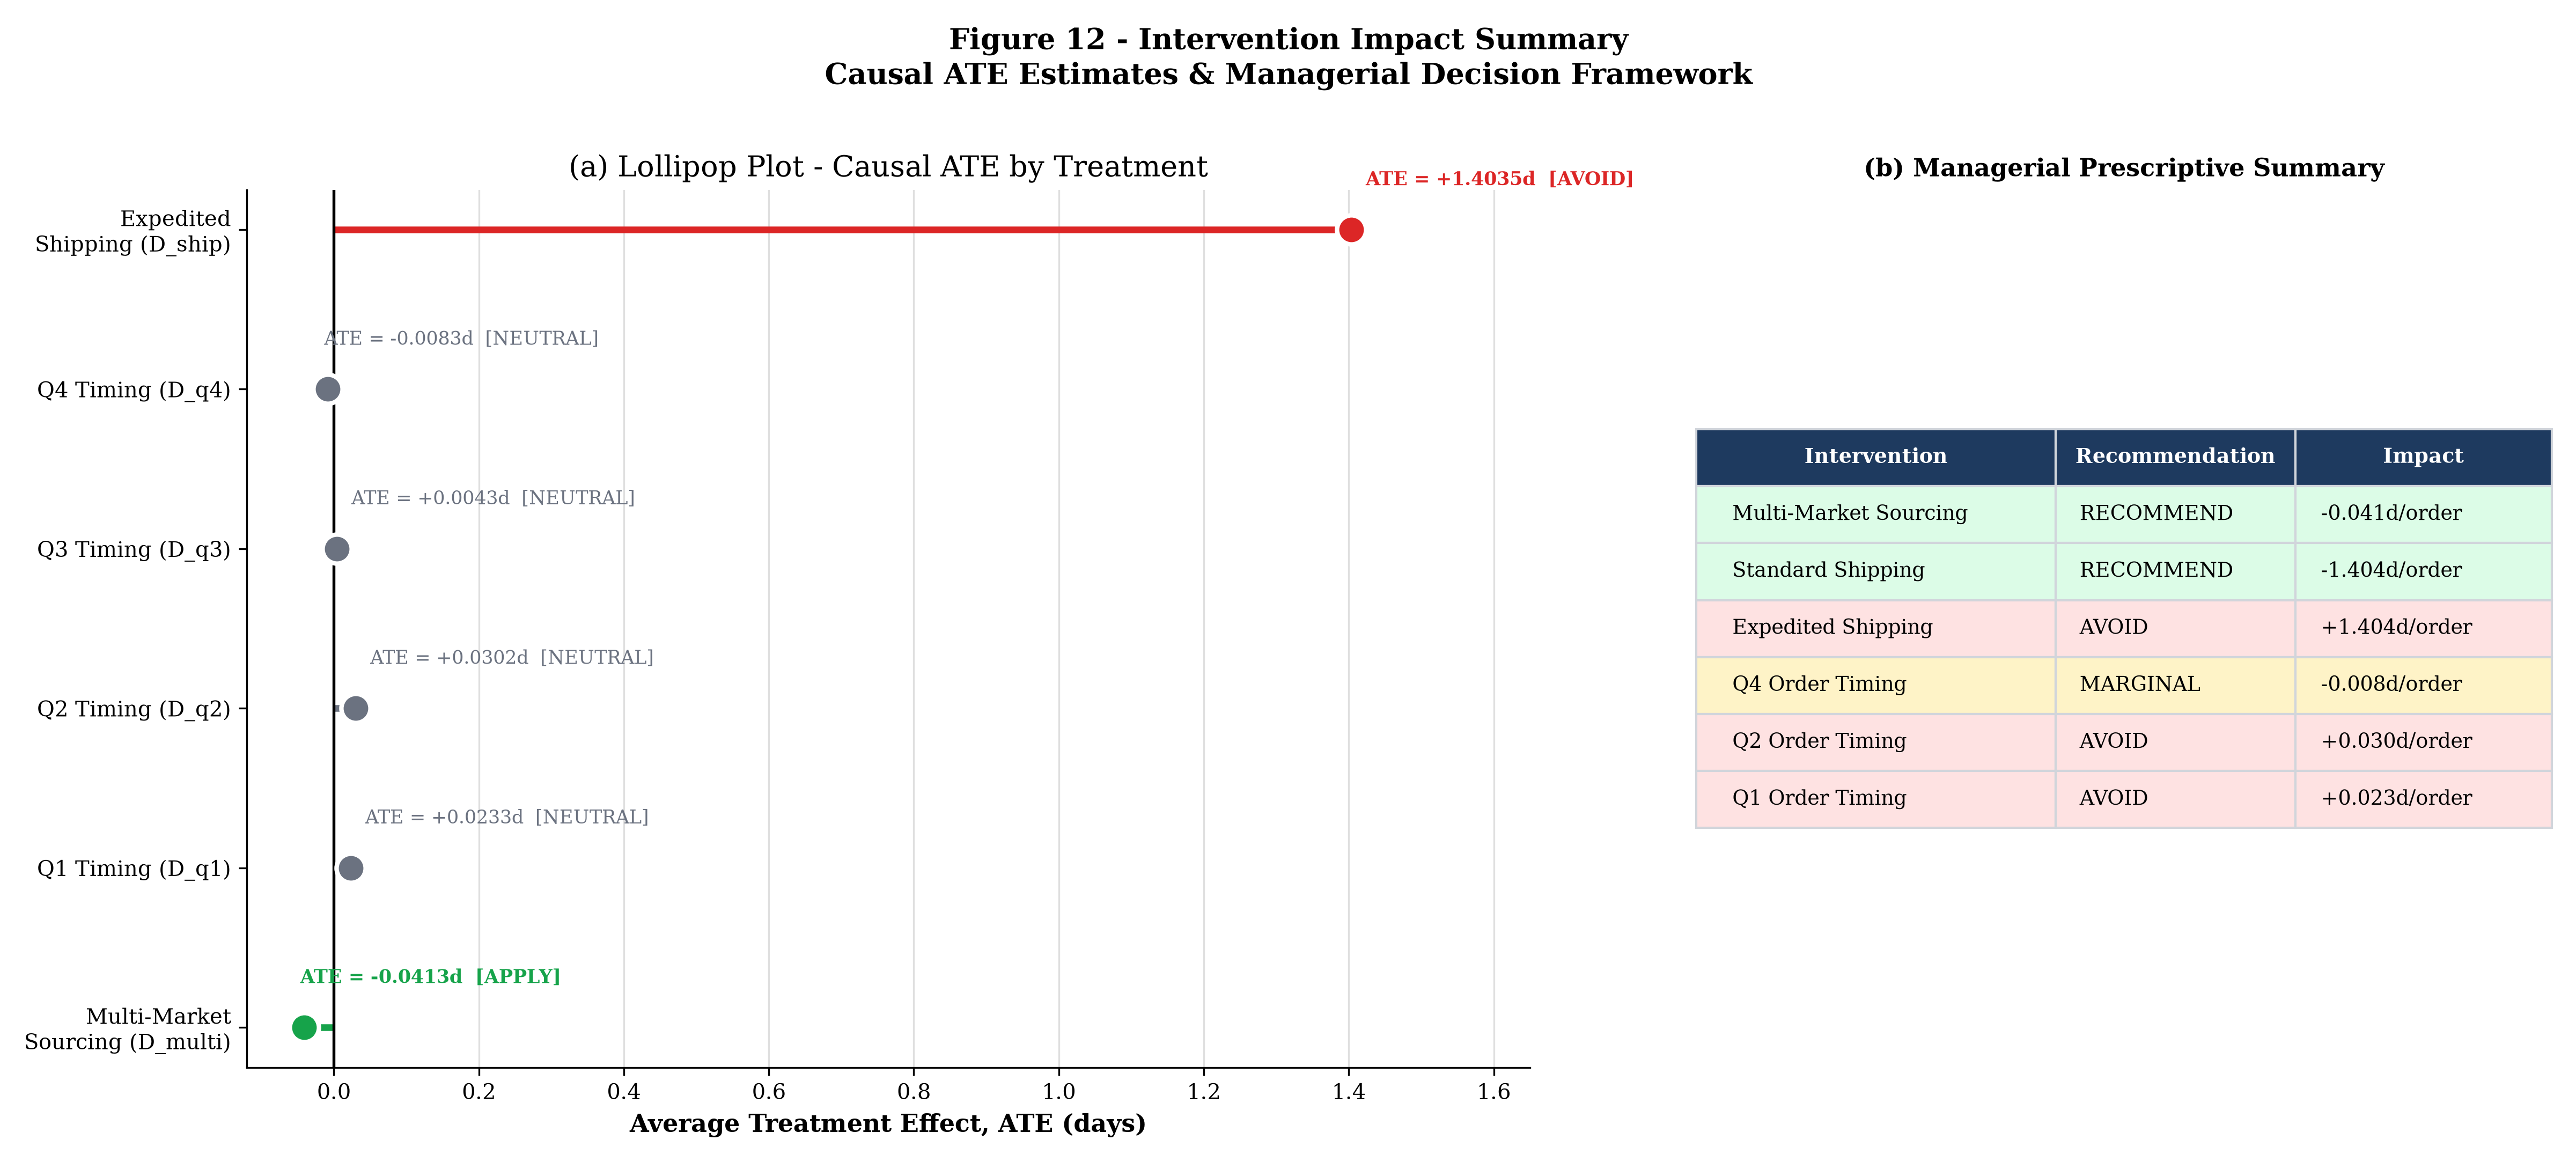 Figure 12 - Intervention Impact Summary
Causal ATE Estimates & Managerial Decision Framework
(a) Lollipop Plot - Causal ATE by Treatment
ATE = +1.4035d [AVOID]
Expedited
Shipping (D_ship)
ATE = -0.0083d [NEUTRAL]
Q4 Timing (D_q4)
ATE = +0.0043d [NEUTRAL]
Q3 Timing (D_q3)
ATE = +0.0302d [NEUTRAL]
Q2 Timing (D_q2)
ATE = +0.0233d [NEUTRAL]
Q1 Timing (D_q1)
ATE = -0.0413d [APPLY]
Multi-Market
Sourcing (D_multi)
0.0 0.2 0.4 0.6 0.8 1.0 1.2 1.4 1.6
Average Treatment Effect, ATE (days)
(b) Managerial Prescriptive Summary
Intervention Recommendation Impact
Multi-Market Sourcing RECOMMEND -0.041d/order
Standard Shipping RECOMMEND -1.404d/order
Expedited Shipping AVOID +1.404d/order
Q4 Order Timing MARGINAL -0.008d/order
Q2 Order Timing AVOID +0.030d/order
Q1 Order Timing AVOID +0.023d/order